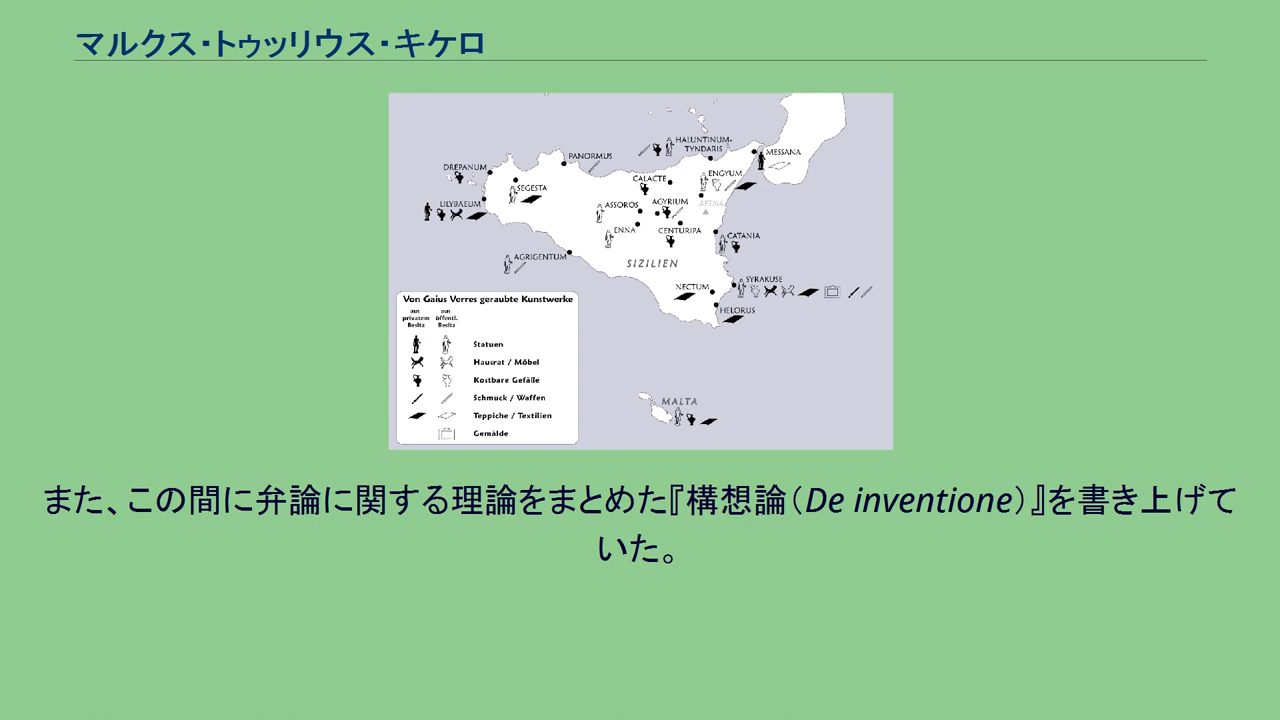 マルクス・トゥッリウス・キケロ
HALUNTINUM-
TYNDARIS
MESSANA
PANORMUS
DREPANUM
SEGESTA
CALACTE
ENGYUM
LILYBAEUM
ASSOROS
AGYRIUM
AETNA
ENNA
CENTURIPA
CATANIA
AGRIGENTUM
SIZILIEN
SYRAKUSE
NECTUM
HELORUS
Von Gaius Verres geraubte Kunstwerke
aus privatem Besitz
aus öffentl. Besitz
Statuen
Hausrat / Möbel
Kostbare Gefäße
Schmuck / Waffen
Teppiche / Textilien
Gemälde
MALTA
また、この間に弁論に関する理論をまとめた『構想論（De inventione）』を書き上げて
いた。